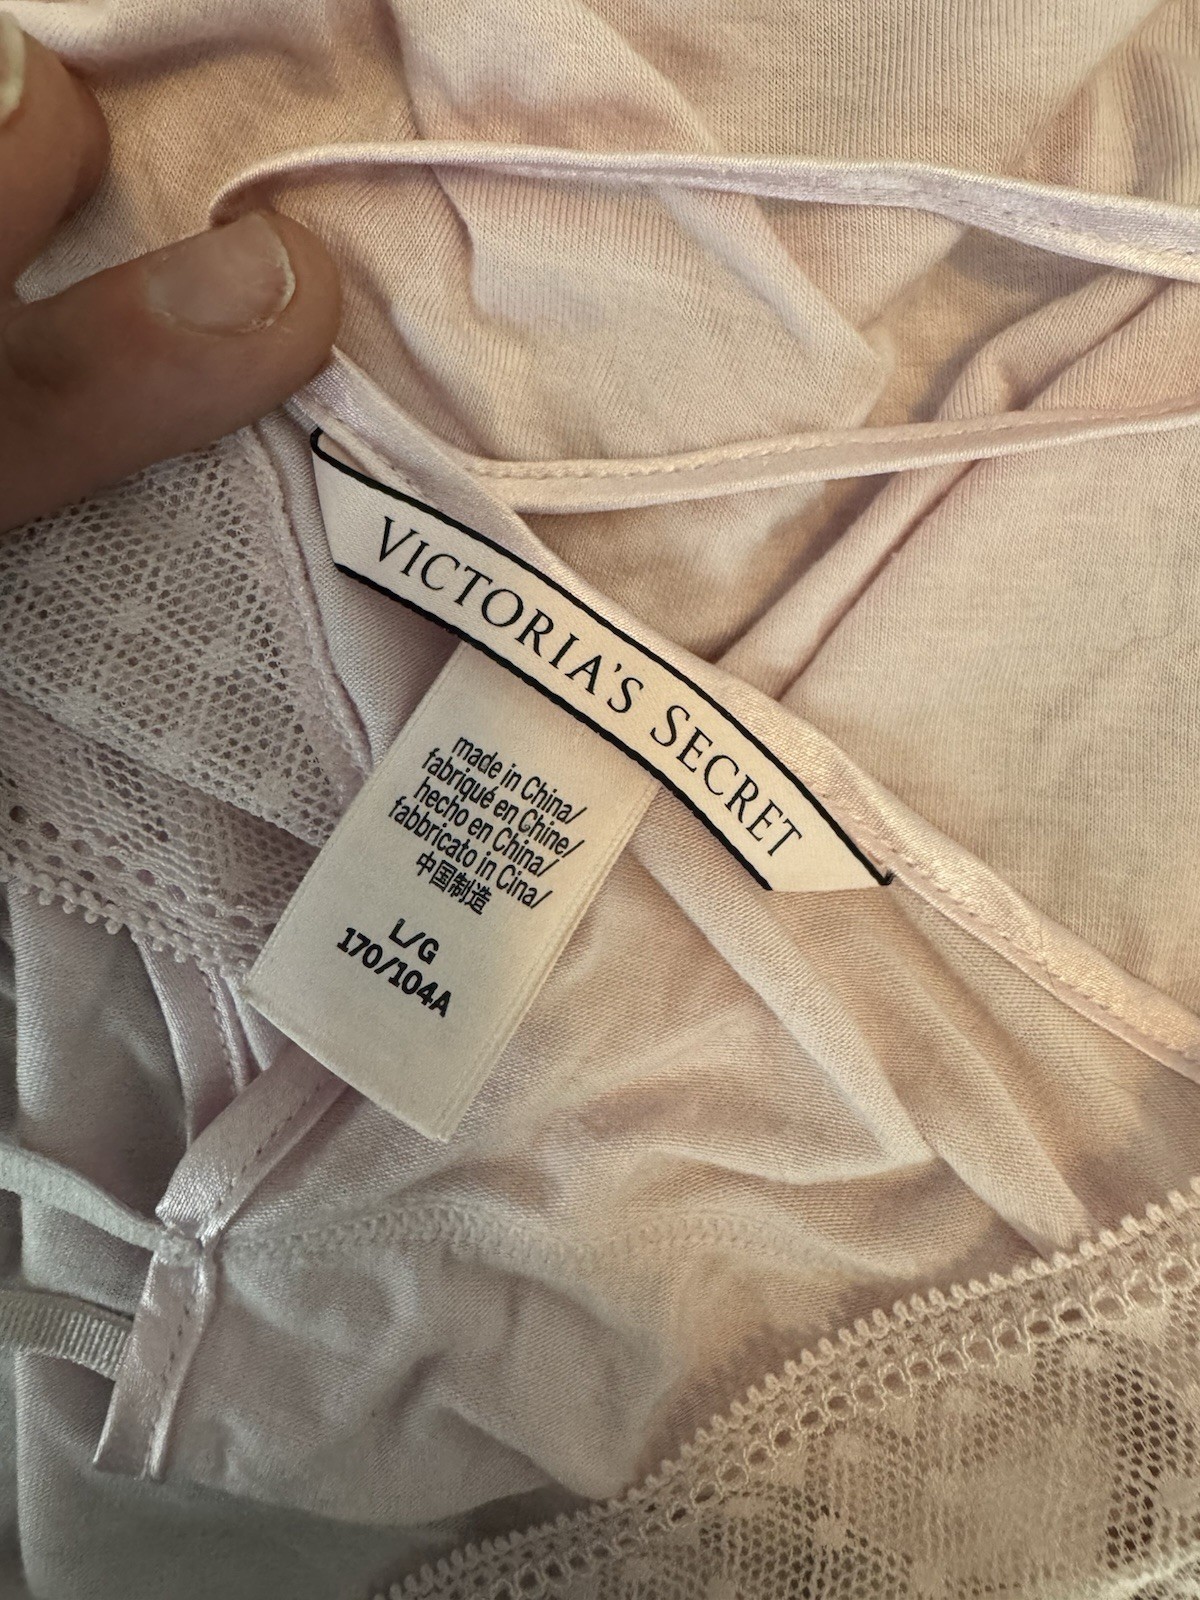 VICTORIA'S SECRET
made in China/
fabriqué en Chine/
hecho en China/
fabbricato in Cina/
中国制造
L/G
170/104A